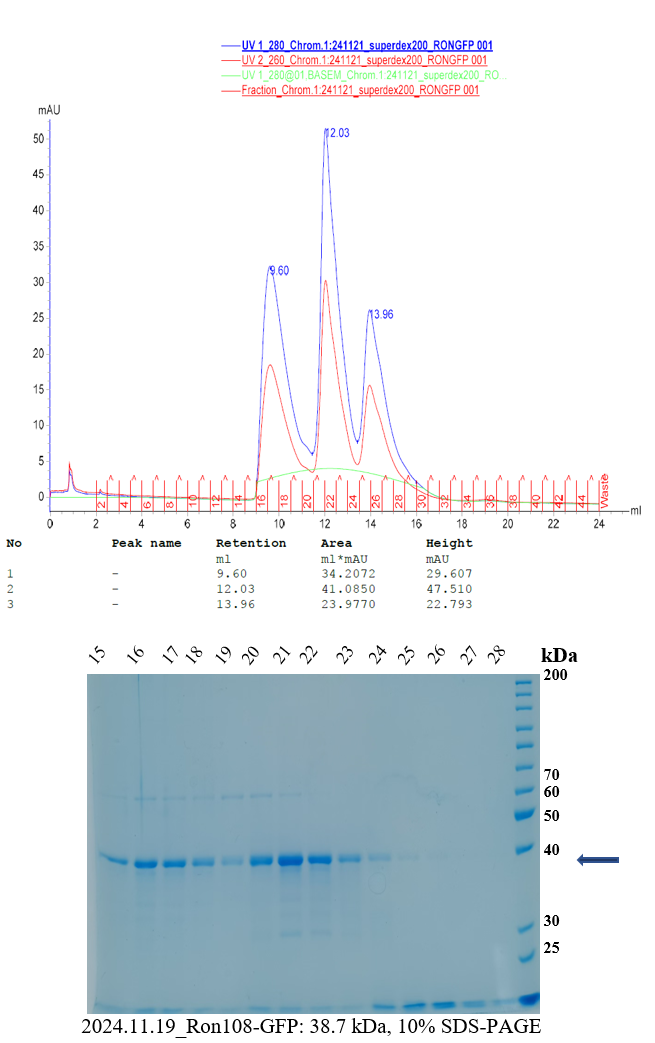 UV 1_280_Chrom.1:241121_superdex200_RONGFP 001
UV 2_260_Chrom.1:241121_superdex200_RONGFP 001
UV 1_280@01.BASEM_Chrom.1:241121_superdex200_RO...
Fraction_Chrom.1:241121_superdex200_RONGFP 001
mAU
50
45
40
35
30
25
20
15
10
5
0
12.03
9.60
13.96
2 4 6 8 10 12 14 16 18 20 22 24 26 28 30 32 34 36 38 40 42 44 Waste
0 2 4 6 8 10 12 14 16 18 20 22 24 ml
No Peak name Retention Area Height
ml ml*mAU mAU
1 - 9.60 34.2072 29.607
2 - 12.03 41.0850 47.510
3 - 13.96 23.9770 22.793
15 16 17 18 19 20 21 22 23 24 25 26 27 28 kDa
200
70
60
50
40
30
25
2024.11.19_Ron108-GFP: 38.7 kDa, 10% SDS-PAGE